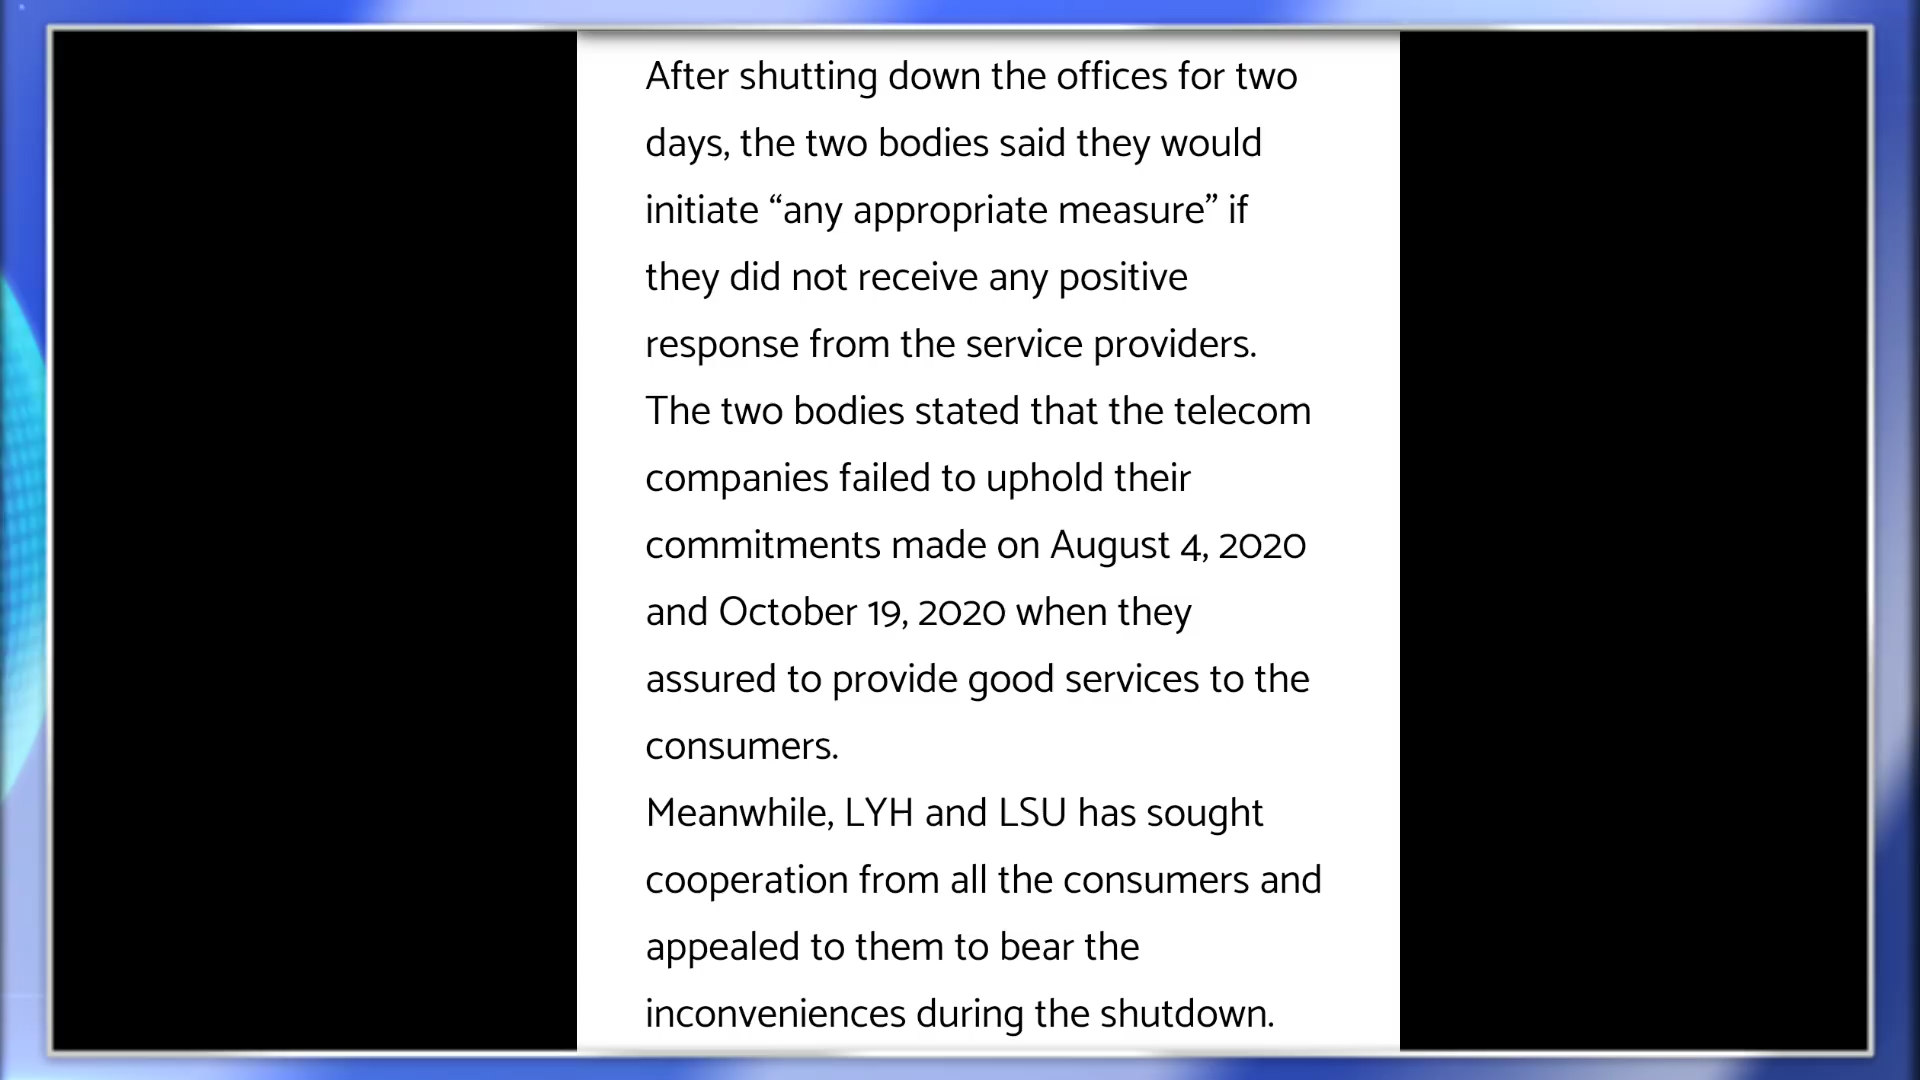 After shutting down the offices for two
days, the two bodies said they would
initiate “any appropriate measure” if
they did not receive any positive
response from the service providers.
The two bodies stated that the telecom
companies failed to uphold their
commitments made on August 4, 2020
and October 19, 2020 when they
assured to provide good services to the
consumers.
Meanwhile, LYH and LSU has sought
cooperation from all the consumers and
appealed to them to bear the
inconveniences during the shutdown.